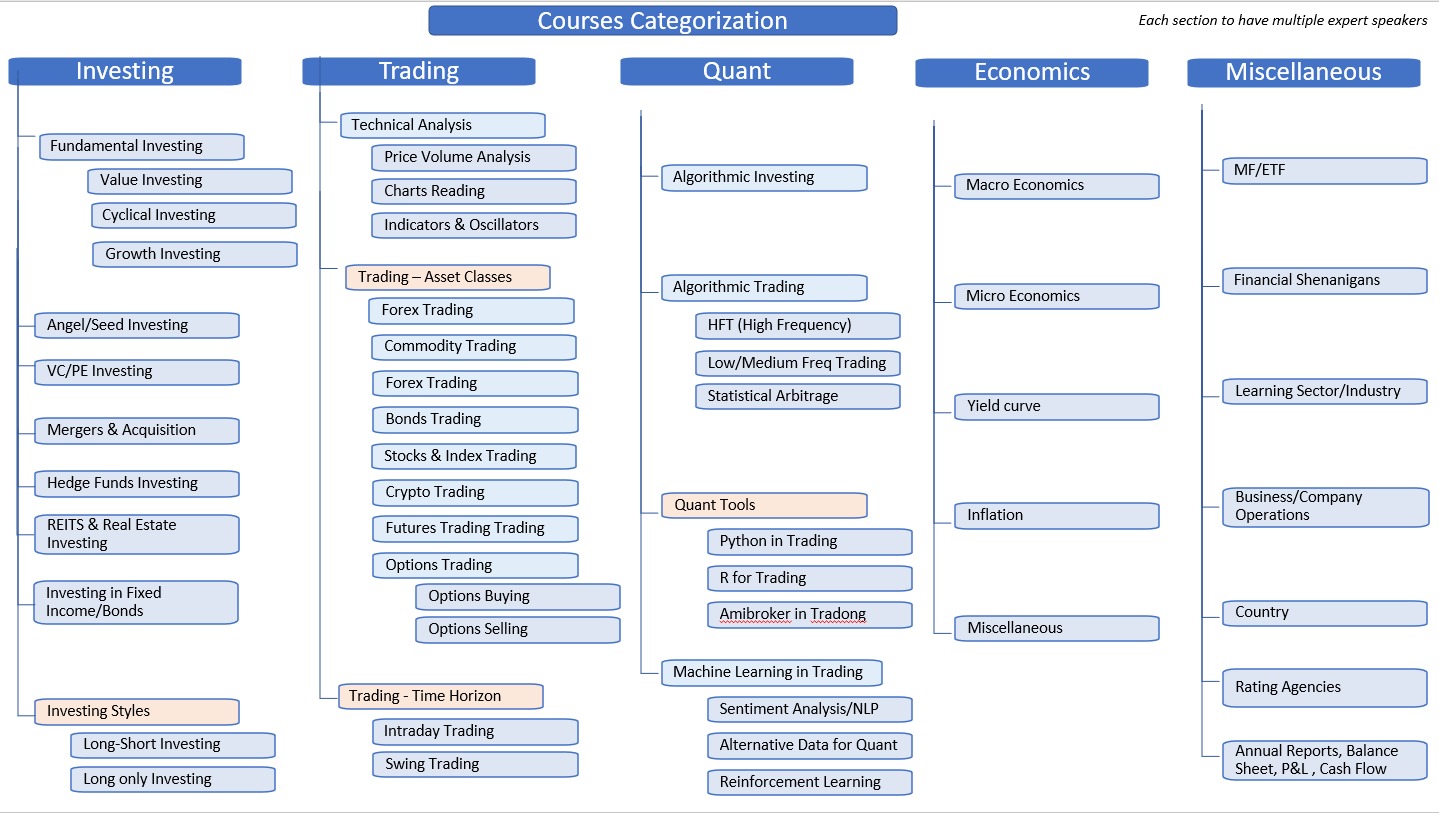 Courses Categorization
Each section to have multiple expert speakers
Investing
Fundamental Investing
Value Investing
Cyclical Investing
Growth Investing
Angel/Seed Investing
VC/PE Investing
Mergers & Acquisition
Hedge Funds Investing
REITS & Real Estate
Investing
Investing in Fixed
Income/Bonds
Investing Styles
Long-Short Investing
Long only Investing
Trading
Technical Analysis
Price Volume Analysis
Charts Reading
Indicators & Oscillators
Trading – Asset Classes
Forex Trading
Commodity Trading
Forex Trading
Bonds Trading
Stocks & Index Trading
Crypto Trading
Futures Trading Trading
Options Trading
Options Buying
Options Selling
Trading - Time Horizon
Intraday Trading
Swing Trading
Quant
Algorithmic Investing
Algorithmic Trading
HFT (High Frequency)
Low/Medium Freq Trading
Statistical Arbitrage
Quant Tools
Python in Trading
R for Trading
Amibroker in Tradong
Machine Learning in Trading
Sentiment Analysis/NLP
Alternative Data for Quant
Reinforcement Learning
Economics
Macro Economics
Micro Economics
Yield curve
Inflation
Miscellaneous
Miscellaneous
MF/ETF
Financial Shenanigans
Learning Sector/Industry
Business/Company
Operations
Country
Rating Agencies
Annual Reports, Balance
Sheet, P&L , Cash Flow